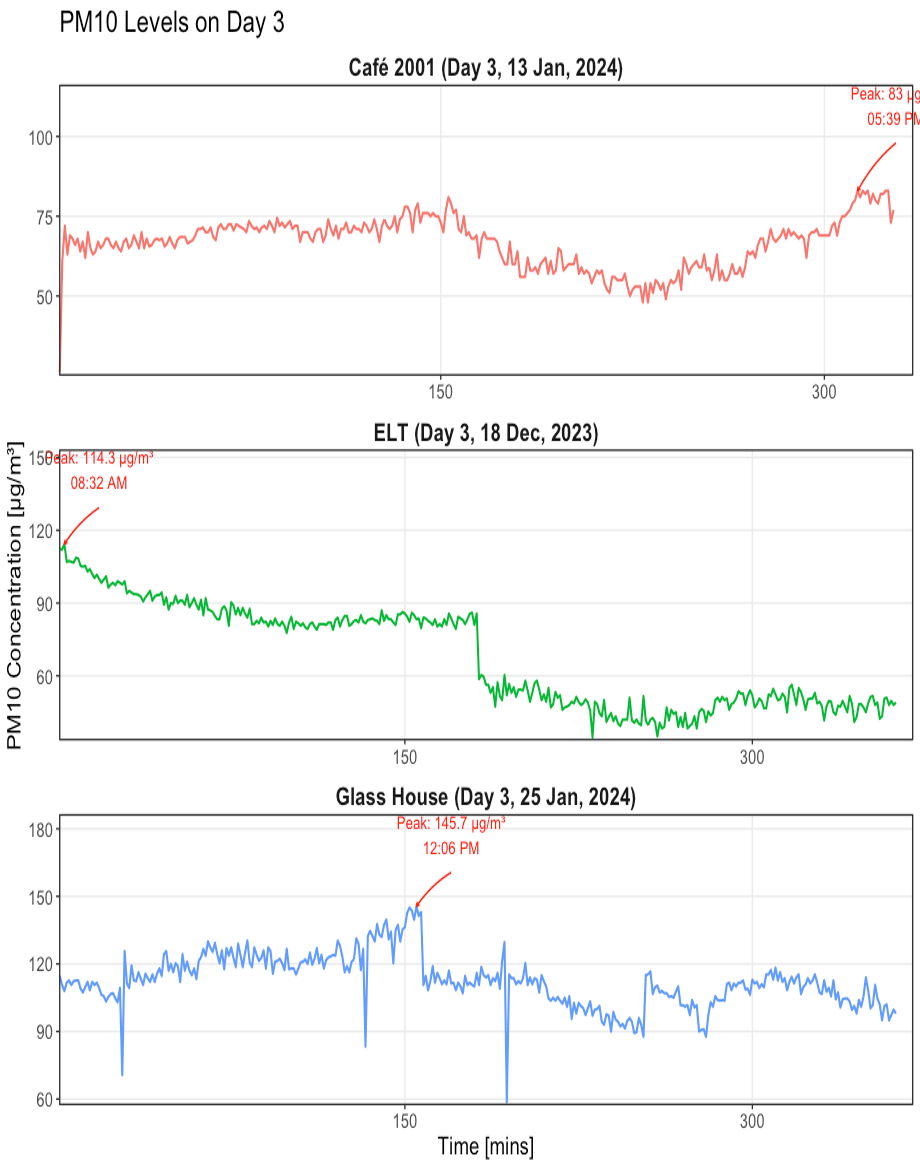 PM10 Levels on Day 3
Café 2001 (Day 3, 13 Jan, 2024)
Peak: 83 µg
05:39 PM
100
75
50
150
300
ELT (Day 3, 18 Dec, 2023)
150
Peak: 114.3 µg/m³
08:32 AM
120
90
60
150
300
PM10 Concentration [µg/m³]
Glass House (Day 3, 25 Jan, 2024)
180
Peak: 145.7 µg/m³
12:06 PM
150
120
90
60
150
300
Time [mins]